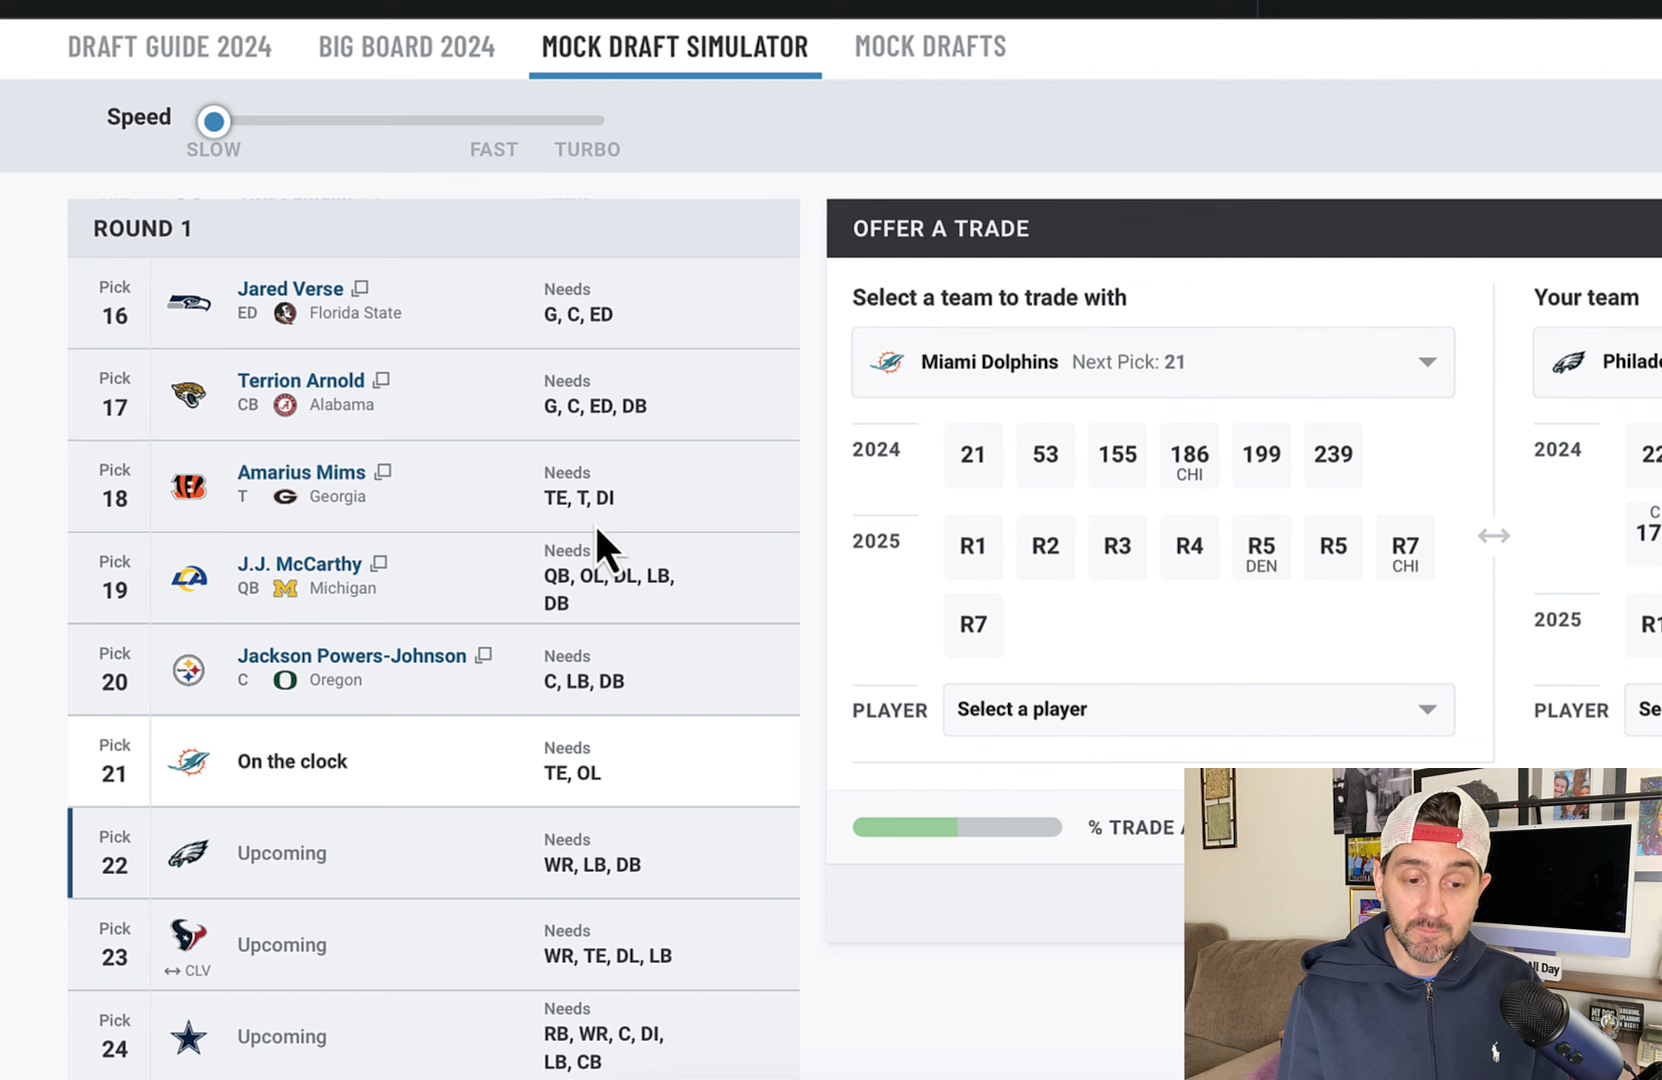 DRAFT GUIDE 2024
BIG BOARD 2024
MOCK DRAFT SIMULATOR
MOCK DRAFTS
Speed
SLOW
FAST
TURBO
ROUND 1
Pick
16
Jared Verse
ED
Florida State
Needs
G, C, ED
Pick
17
Terrion Arnold
CB
Alabama
Needs
G, C, ED, DB
Pick
18
Amarius Mims
T
Georgia
Needs
TE, T, DI
Pick
19
J.J. McCarthy
QB
Michigan
Needs
QB, OL, DL, LB,
DB
Pick
20
Jackson Powers-Johnson
C
Oregon
Needs
C, LB, DB
Pick
21
On the clock
Needs
TE, OL
Pick
22
Upcoming
Needs
WR, LB, DB
Pick
23
CLV
Upcoming
Needs
WR, TE, DL, LB
Pick
24
Upcoming
Needs
RB, WR, C, DI,
LB, CB
OFFER A TRADE
Select a team to trade with
Miami Dolphins Next Pick: 21
2024
21
53
155
186
CHI
199
239
2025
R1
R2
R3
R4
R5
DEN
R5
R7
CHI
R7
PLAYER
Select a player
% TRADE
Your team
Philad
2024
22
C
17
2025
R1
PLAYER
Se
All Day